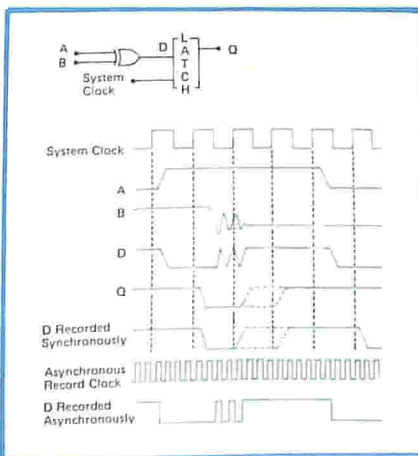 A
B
D
L
A
T
C
H
Q
System
Clock
System Clock
A
B
D
Q
D Recorded
Synchronously
Asynchronous
Record Clock
D Recorded
Asynchronously